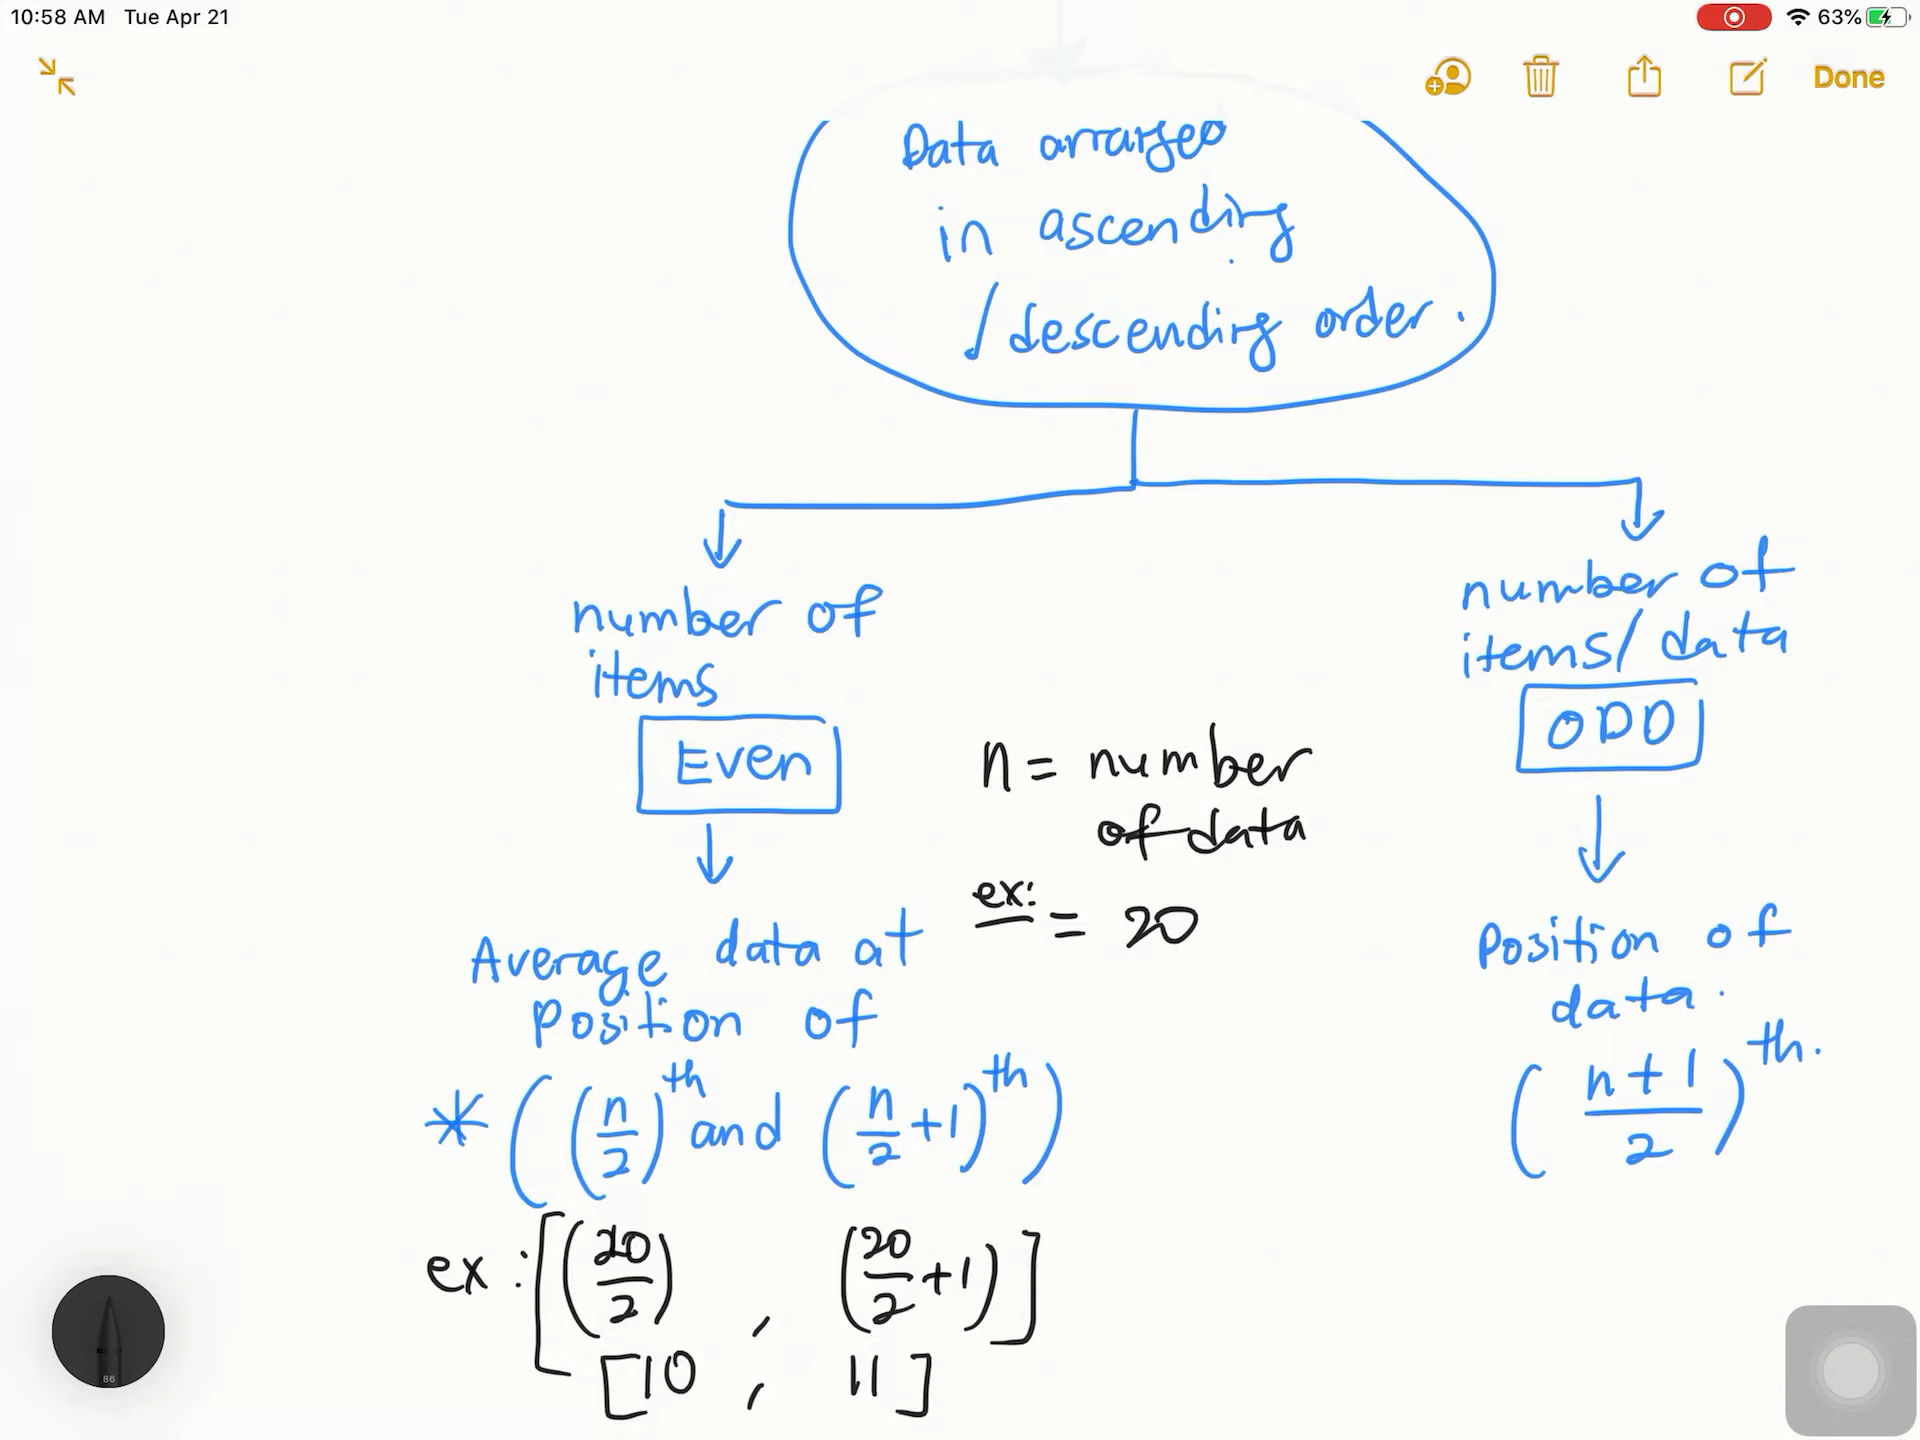 10:58 AM Tue Apr 21
63%
Done
Data arranged
in ascending
/descending order.
number of
items
Even
Average data at
position of
* ((n/2)th and (n/2+1)th)
ex: [(20/2) , (20/2+1)]
[10 , 11]
n = number
of data
ex: = 20
number of
items/data
ODD
Position of
data.
(n+1/2)th.
86